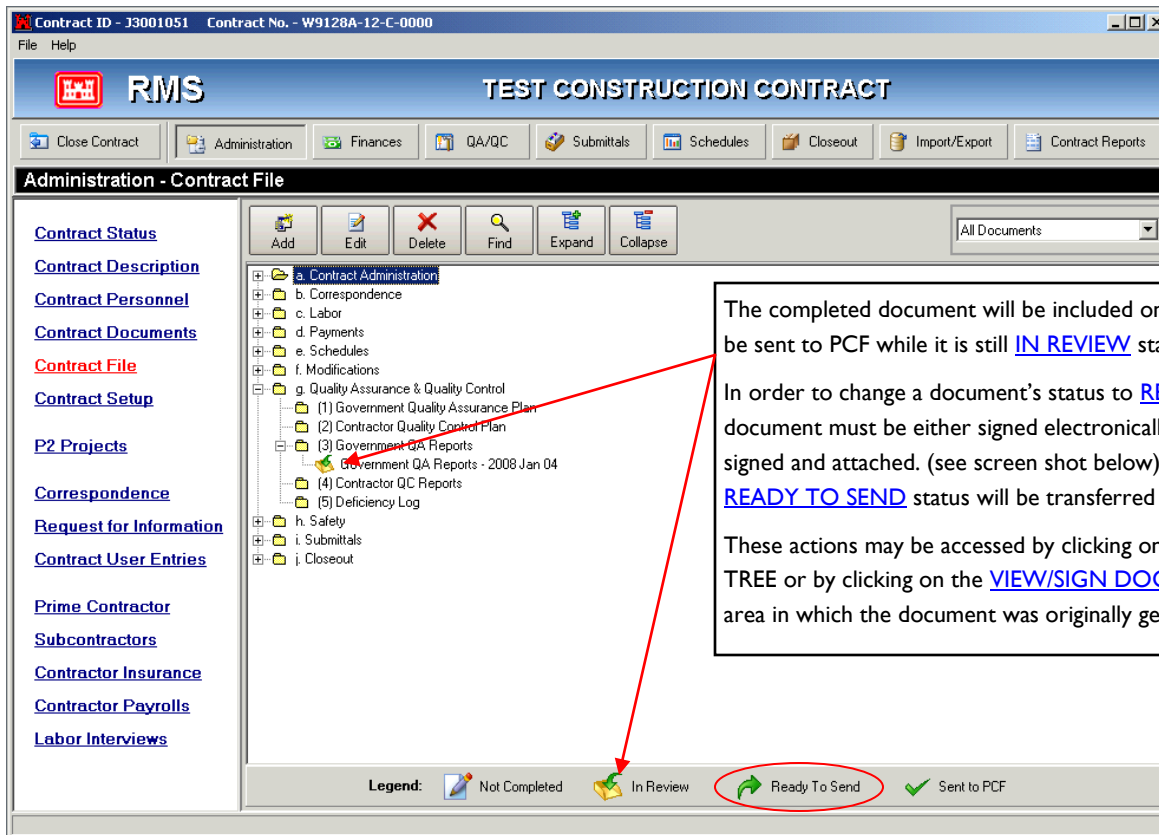 Contract ID - J3001051 Contract No. - W9128A-12-C-0000
File Help
RMS TEST CONSTRUCTION CONTRACT
Close Contract Administration Finances QA/QC Submittals Schedules Closeout Import/Export Contract Reports
Administration - Contract File
Contract Status
Contract Description
Contract Personnel
Contract Documents
Contract File
Contract Setup
P2 Projects
Correspondence
Request for Information
Contract User Entries
Prime Contractor
Subcontractors
Contractor Insurance
Contractor Payrolls
Labor Interviews
Add Edit Delete Find Expand Collapse
All Documents
a. Contract Administration
b. Correspondence
c. Labor
d. Payments
e. Schedules
f. Modifications
g. Quality Assurance & Quality Control
(1) Government Quality Assurance Plan
(2) Contractor Quality Control Plan
(3) Government QA Reports
Government QA Reports - 2008 Jan 04
(4) Contractor QC Reports
(5) Deficiency Log
h. Safety
i. Submittals
j. Closeout
The completed document will be included
be sent to PCF while it is still IN REVIEW
In order to change a document's status to
document must be either signed
signed and attached. (see screen shot below)
READY TO SEND status will be transferred
These actions may be accessed by clicking
TREE or by clicking on the VIEW/SIGN
area in which the document was originally
Legend: Not Completed In Review Ready To Send Sent to PCF